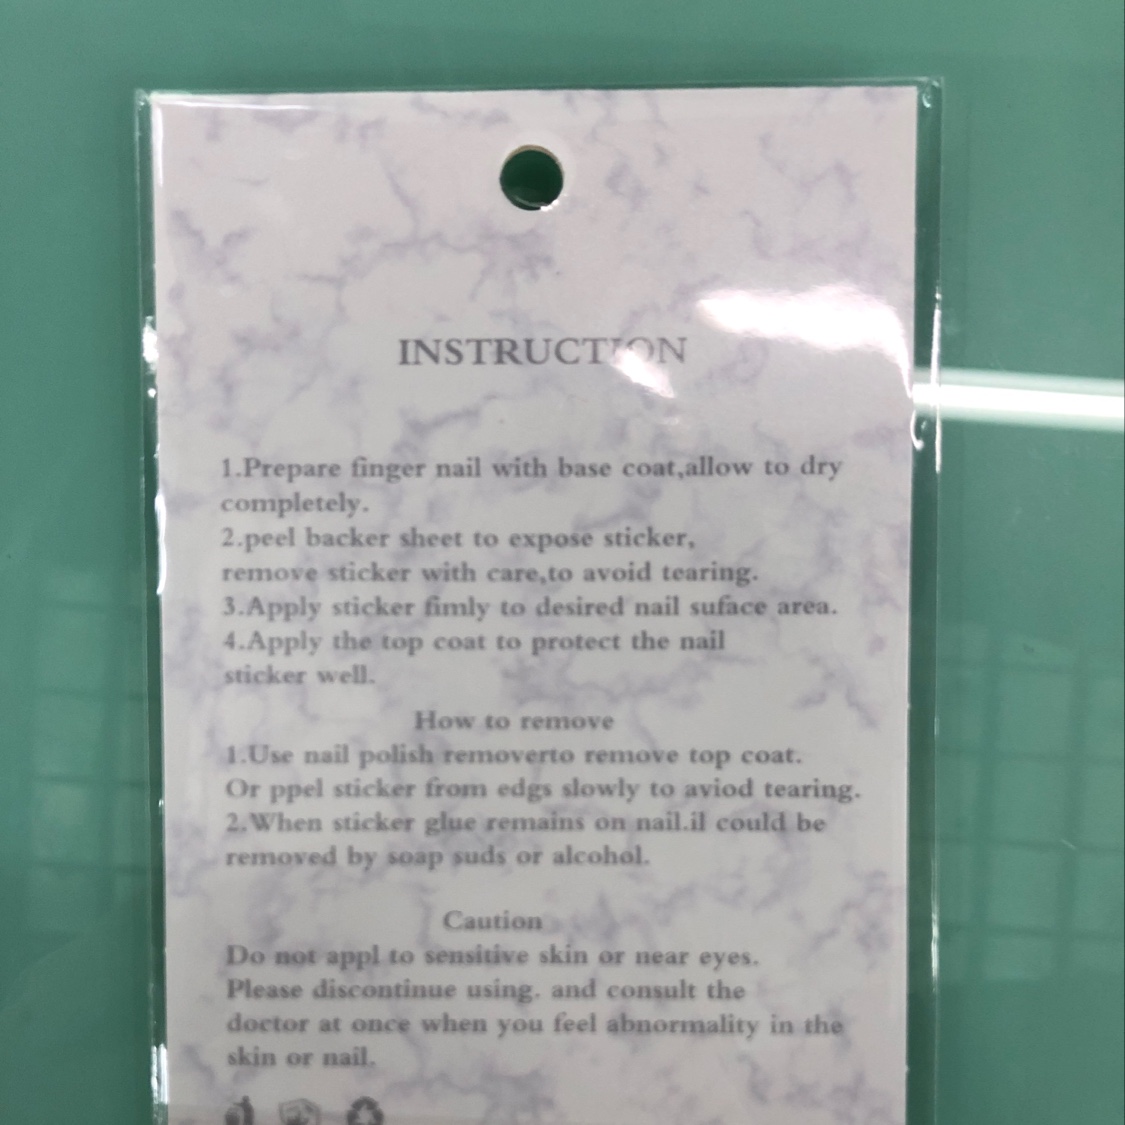 INSTRUCTION
1.Prepare finger nail with base coat,allow to dry
completely.
2.peel backer sheet to expose sticker,
remove sticker with care,to avoid tearing.
3.Apply sticker fimly to desired nail suface area.
4.Apply the top coat to protect the nail
sticker well.
How to remove
1.Use nail polish removerto remove top coat.
Or ppel sticker from edgs slowly to aviod tearing.
2.When sticker glue remains on nail.il could be
removed by soap suds or alcohol.
Caution
Do not appl to sensitive skin or near eyes.
Please discontinue using. and consult the
doctor at once when you feel abnormality in the
skin or nail.